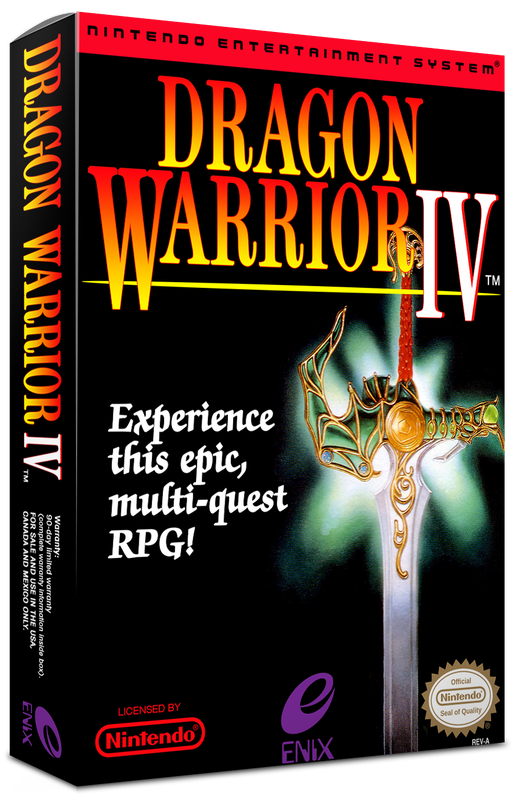 NINTENDO ENTERTAINMENT SYSTEM®
DRAGON
WARRIOR IV
TM
Experience
this epic,
multi-quest
RPG!
LICENSED BY
Nintendo®
ENIX
Official
Nintendo
Seal of Quality
®
REV-A
DRAGON WARRIOR IV
TM
Warranty:
90-day limited warranty
(complete warranty information inside box).
FOR SALE AND USE IN THE USA,
CANADA AND MEXICO ONLY.
ENIX